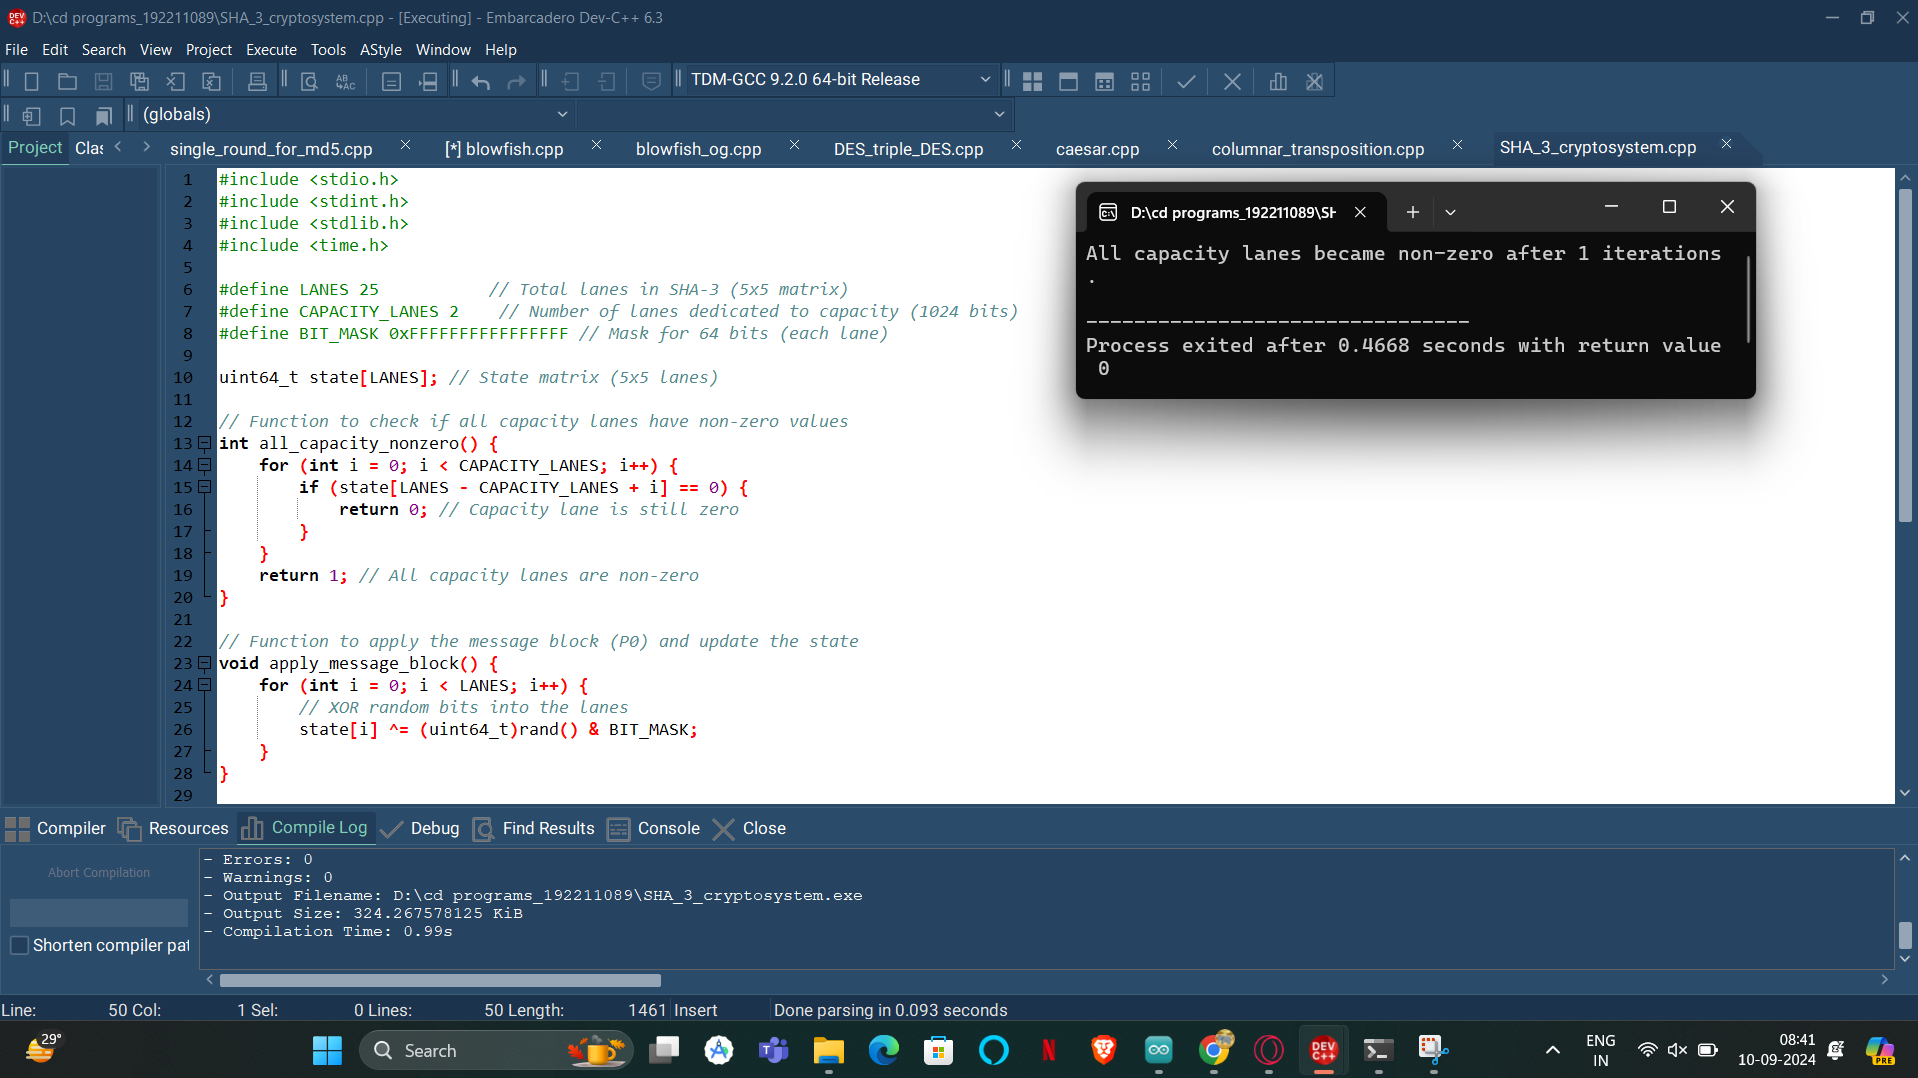 D:\cd programs_192211089\SHA_3_cryptosystem.cpp - [Executing] - Embarcadero Dev-C++ 6.3
File Edit Search View Project Execute Tools AStyle Window Help
TDM-GCC 9.2.0 64-bit Release
(globals)
Project Clas single_round_for_md5.cpp [*] blowfish.cpp blowfish_og.cpp DES_triple_DES.cpp caesar.cpp columnar_transposition.cpp SHA_3_cryptosystem.cpp
1 #include <stdio.h>
2 #include <stdint.h>
3 #include <stdlib.h>
4 #include <time.h>
5
6 #define LANES 25 // Total lanes in SHA-3 (5x5 matrix)
7 #define CAPACITY_LANES 2 // Number of lanes dedicated to capacity (1024 bits)
8 #define BIT_MASK 0xFFFFFFFFFFFFFFFF // Mask for 64 bits (each lane)
9
10 uint64_t state[LANES]; // State matrix (5x5 lanes)
11
12 // Function to check if all capacity lanes have non-zero values
13 int all_capacity_nonzero() {
14 for (int i = 0; i < CAPACITY_LANES; i++) {
15 if (state[LANES - CAPACITY_LANES + i] == 0) {
16 return 0; // Capacity lane is still zero
17 }
18 }
19 return 1; // All capacity lanes are non-zero
20 }
21
22 // Function to apply the message block (P0) and update the state
23 void apply_message_block() {
24 for (int i = 0; i < LANES; i++) {
25 // XOR random bits into the lanes
26 state[i] ^= (uint64_t)rand() & BIT_MASK;
27 }
28 }
29
D:\cd programs_192211089\SH
All capacity lanes became non-zero after 1 iterations
.
--------------------------------
Process exited after 0.4668 seconds with return value
0
Compiler Resources Compile Log Debug Find Results Console Close
Abort Compilation
Shorten compiler pat
- Errors: 0
- Warnings: 0
- Output Filename: D:\cd programs_192211089\SHA_3_cryptosystem.exe
- Output Size: 324.267578125 KiB
- Compilation Time: 0.99s
Line: 50 Col: 1 Sel: 0 Lines: 50 Length: 1461 Insert Done parsing in 0.093 seconds
29°
Search
DEV C++
ENG
IN
08:41
10-09-2024
PRE